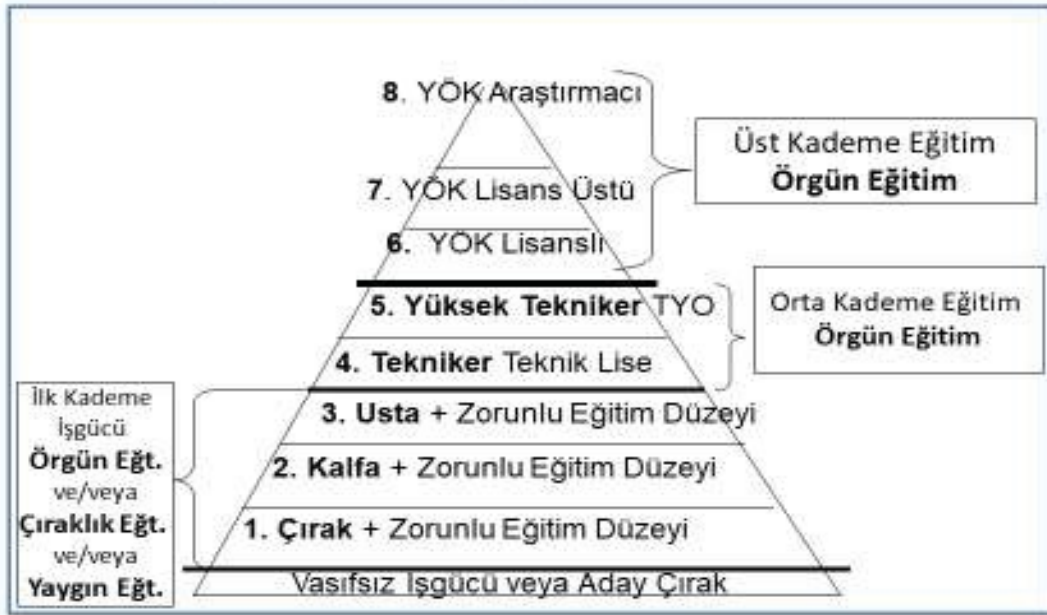 8. YÖK Araştırmacı
7. YÖK Lisans Üstü
6. YÖK Lisanslı
Üst Kademe Eğitim
Örgün Eğitim
5. Yüksek Tekniker TYO
4. Tekniker Teknik Lise
Orta Kademe Eğitim
Örgün Eğitim
3. Usta + Zorunlu Eğitim Düzeyi
2. Kalfa + Zorunlu Eğitim Düzeyi
1. Çırak + Zorunlu Eğitim Düzeyi
Vasıfsız İşgücü veya Aday Çırak
İlk Kademe
İşgücü
Örgün Eğt.
ve/veya
Çıraklık Eğt.
ve/veya
Yaygın Eğt.